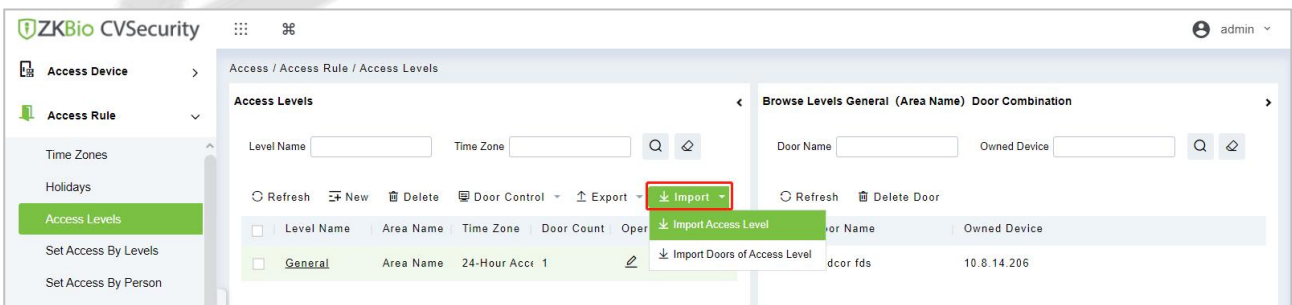 ZKBio CVSecurity
admin
Access Device
Access Rule
Time Zones
Holidays
Access Levels
Set Access By Levels
Set Access By Person
Access / Access Rule / Access Levels
Access Levels
Level Name
Time Zone
Refresh New Delete Door Control Export Import
Import Access Level
Import Doors of Access Level
Level Name Area Name Time Zone Door Count Oper
General Area Name 24-Hour Acce 1
Browse Levels General (Area Name) Door Combination
Door Name
Owned Device
Refresh Delete Door
or Name Owned Device
dcor fds 10.8.14.206